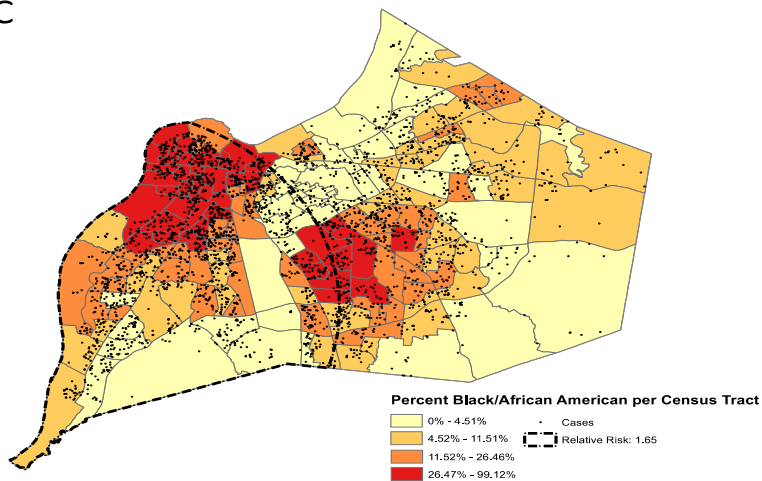 C
Percent Black/African American per Census Tract
0% - 4.51%
4.52% - 11.51%
11.52% - 26.46%
26.47% - 99.12%
Cases
Relative Risk: 1.65